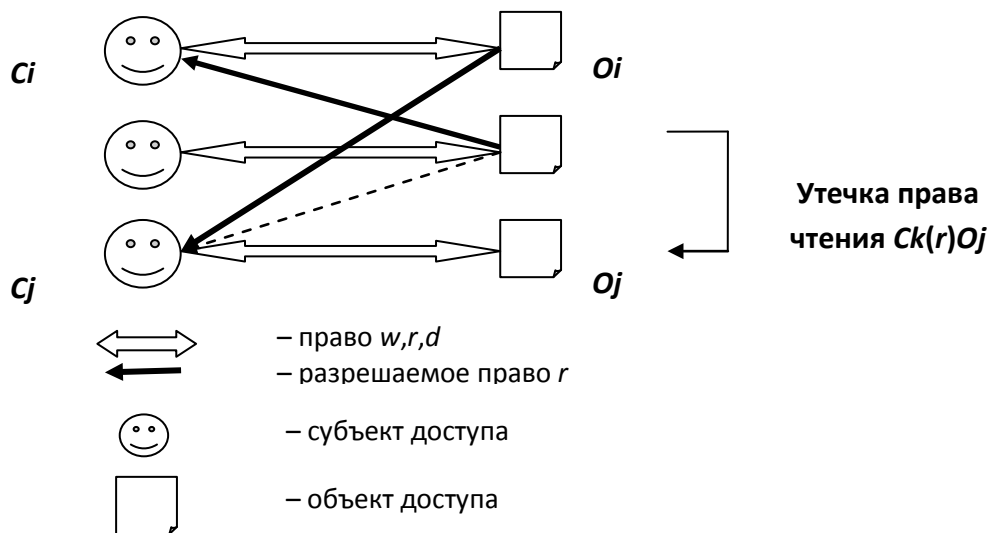 Ci
Oi
Утечка права
чтения Ck(r)Oj
Cj
Oj
– право w,r,d
– разрешаемое право r
– субъект доступа
– объект доступа